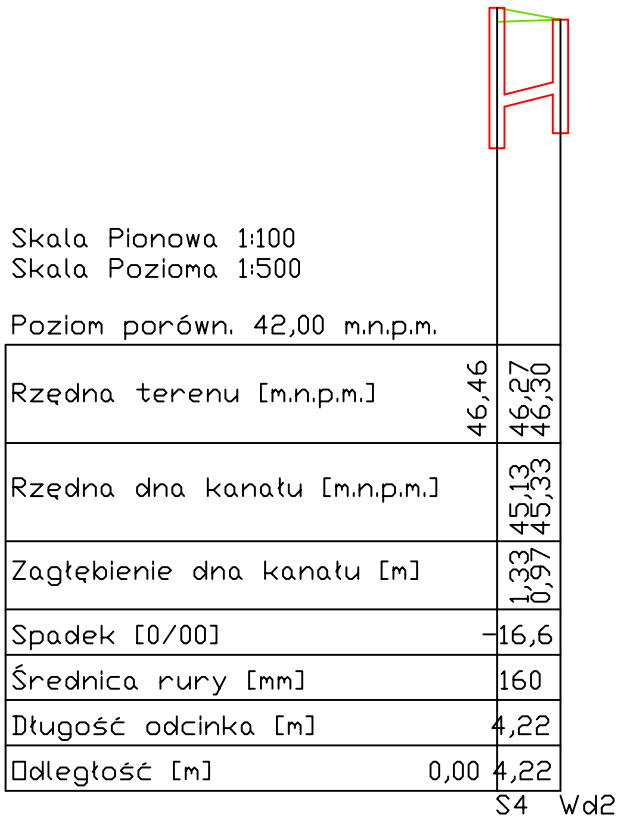 Skala Pionowa 1:100
Skala Pozioma 1:500
Poziom porówn. 42,00 m.n.p.m.
Rzędna terenu [m.n.p.m.] 46,46 46,27 46,30
Rzędna dna kanału [m.n.p.m.] 45,13 45,33
Zagłębienie dna kanału [m] 1,33 0,97
Spadek [0/00] -16,6
Średnica rury [mm] 160
Długość odcinka [m] 4,22
Odległość [m] 0,00 4,22
S4 Wd2